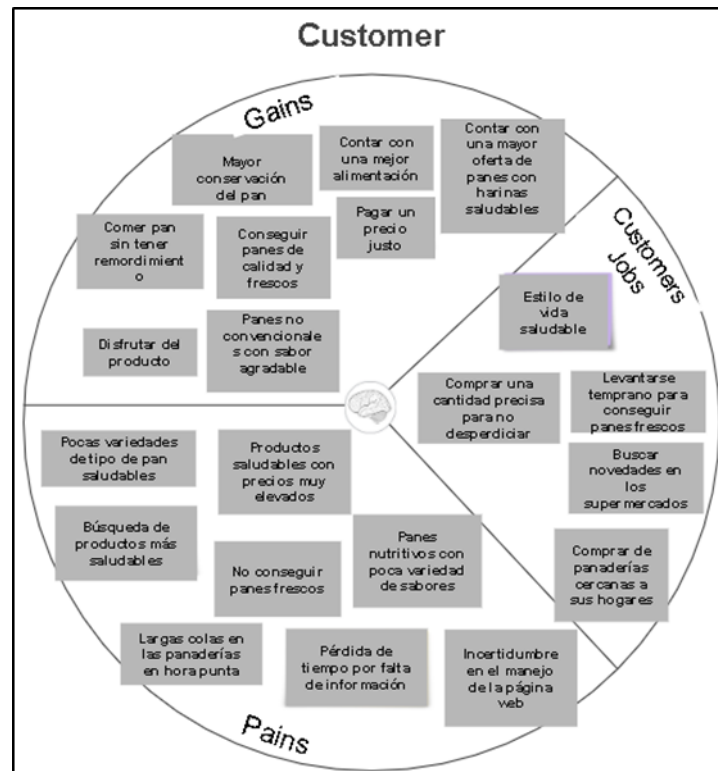 Customer
Gains
Mayor
conservación
del pan
Contar con
una mejor
alimentación
Contar con
una mayor
oferta de
panes con
harinas
saludables
Comer pan
sin tener
remordimient
o
Conseguir
panes de
calidad y
frescos
Pagar un
precio
justo
Disfrutar del
producto
Panes no
convencionale
s con sabor
agradable
Customers
Jobs
Estilo de
vida
saludable
Comprar una
cantidad precisa
para no
desperdiciar
Levantarse
temprano para
conseguir
panes frescos
Buscar
novedades en
los
supermercados
Comprar de
panaderías
cercanas a
sus hogares
Pocas variedades
de tipo de pan
saludables
Productos
saludables con
precios muy
elevados
Búsqueda de
productos más
saludables
No conseguir
panes frescos
Panes
nutritivos con
poca variedad
de sabores
Largas colas en
las panaderías
en hora punta
Pérdida de
tiempo por falta
de información
Incertidumbre
en el manejo
de la página
web
Pains